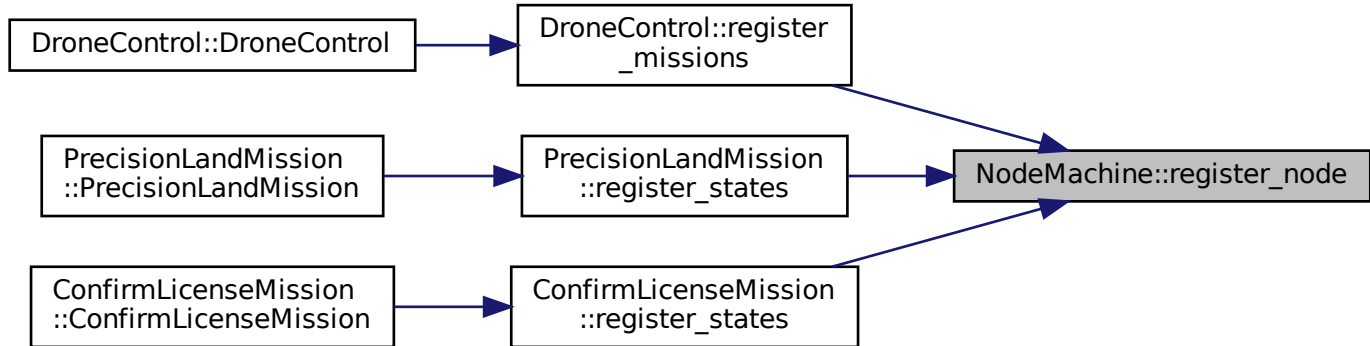 DroneControl::DroneControl
DroneControl::register
_missions
PrecisionLandMission
::PrecisionLandMission
PrecisionLandMission
::register_states
NodeMachine::register_node
ConfirmLicenseMission
::ConfirmLicenseMission
ConfirmLicenseMission
::register_states